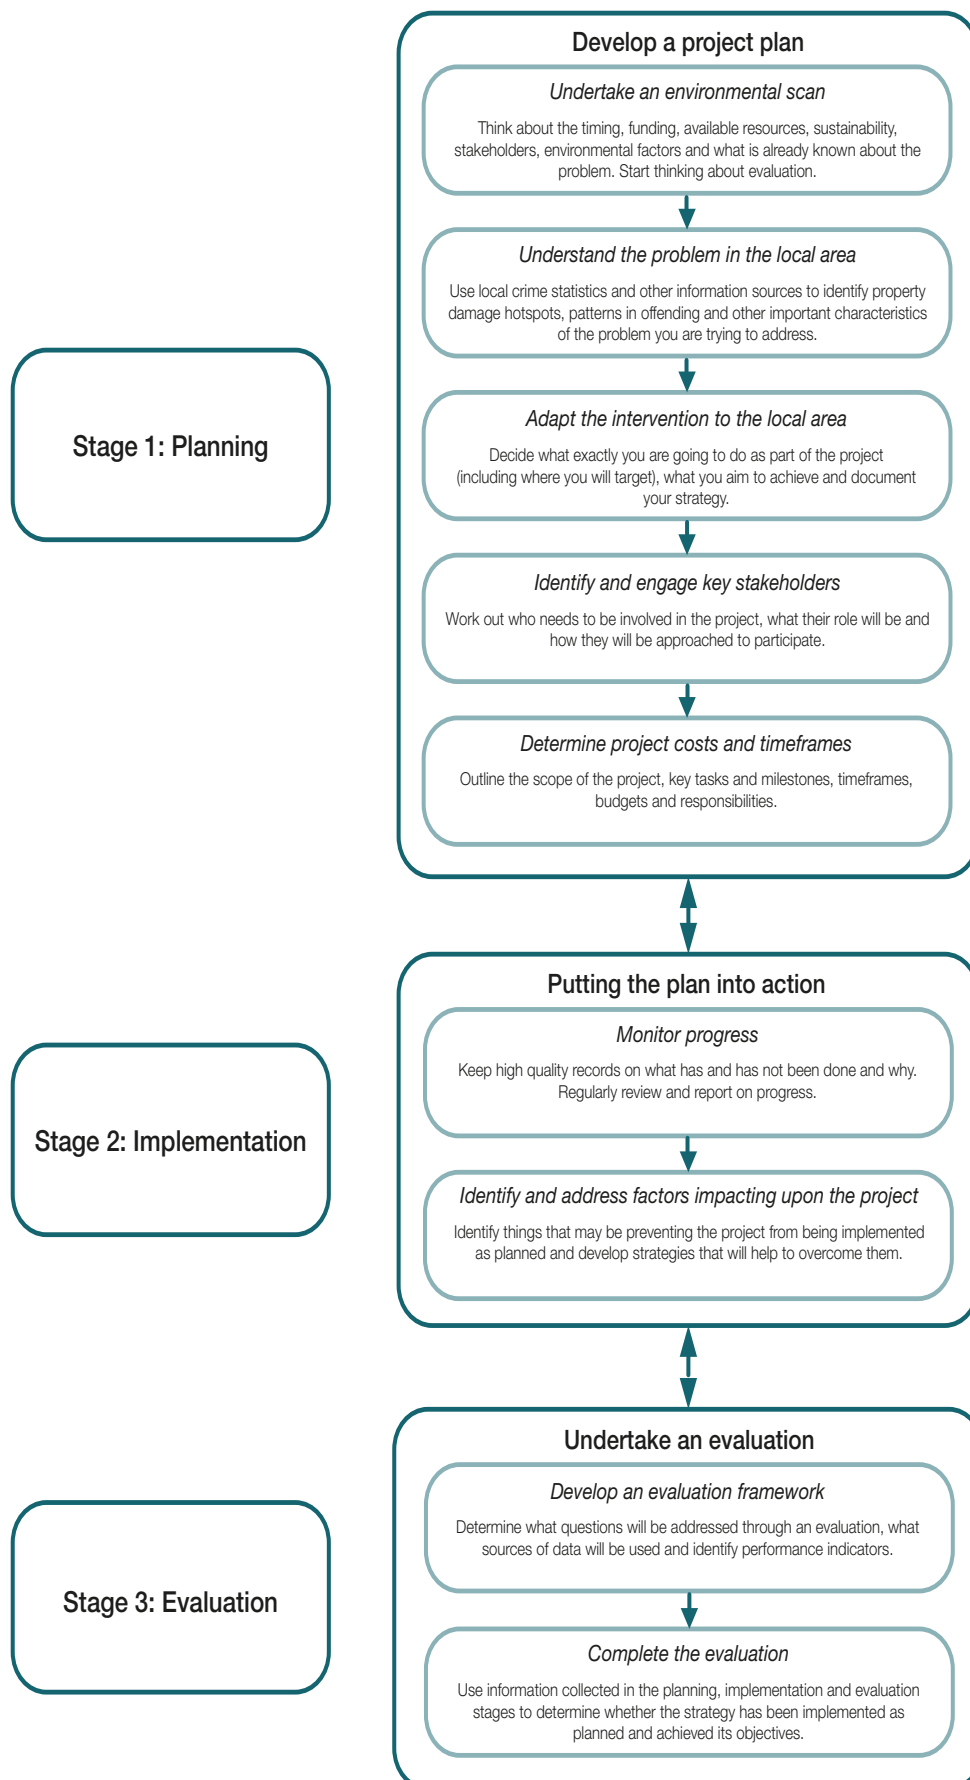 Develop a project plan
Undertake an environmental scan
Think about the timing, funding, available resources, sustainability,
stakeholders, environmental factors and what is already known about the
problem. Start thinking about evaluation.
Understand the problem in the local area
Use local crime statistics and other information sources to identify property
damage hotspots, patterns in offending and other important characteristics
of the problem you are trying to address.
Stage 1: Planning
Adapt the intervention to the local area
Decide what exactly you are going to do as part of the project
(including where you will target), what you aim to achieve and document
your strategy.
Identify and engage key stakeholders
Work out who needs to be involved in the project, what their role will be and
how they will be approached to participate.
Determine project costs and timeframes
Outline the scope of the project, key tasks and milestones, timeframes,
budgets and responsibilities.
Putting the plan into action
Monitor progress
Keep high quality records on what has and has not been done and why.
Regularly review and report on progress.
Stage 2: Implementation
Identify and address factors impacting upon the project
Identify things that may be preventing the project from being implemented
as planned and develop strategies that will help to overcome them.
Undertake an evaluation
Develop an evaluation framework
Determine what questions will be addressed through an evaluation, what
sources of data will be used and identify performance indicators.
Stage 3: Evaluation
Complete the evaluation
Use information collected in the planning, implementation and evaluation
stages to determine whether the strategy has been implemented as
planned and achieved its objectives.